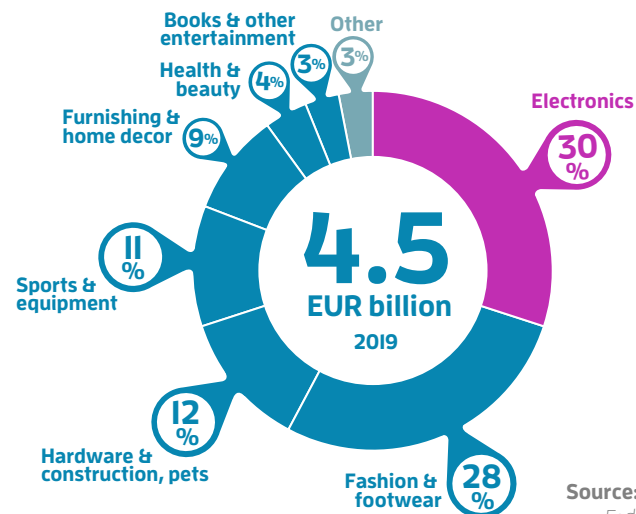 Books & other
entertainment
3%
Other
3%
Health &
beauty
4%
Electronics
30
%
Furnishing &
home decor
9%
4.5
EUR billion
2019
11
%
Sports &
equipment
12
%
Hardware &
construction, pets
Fashion &
footwear
28
%
Source: